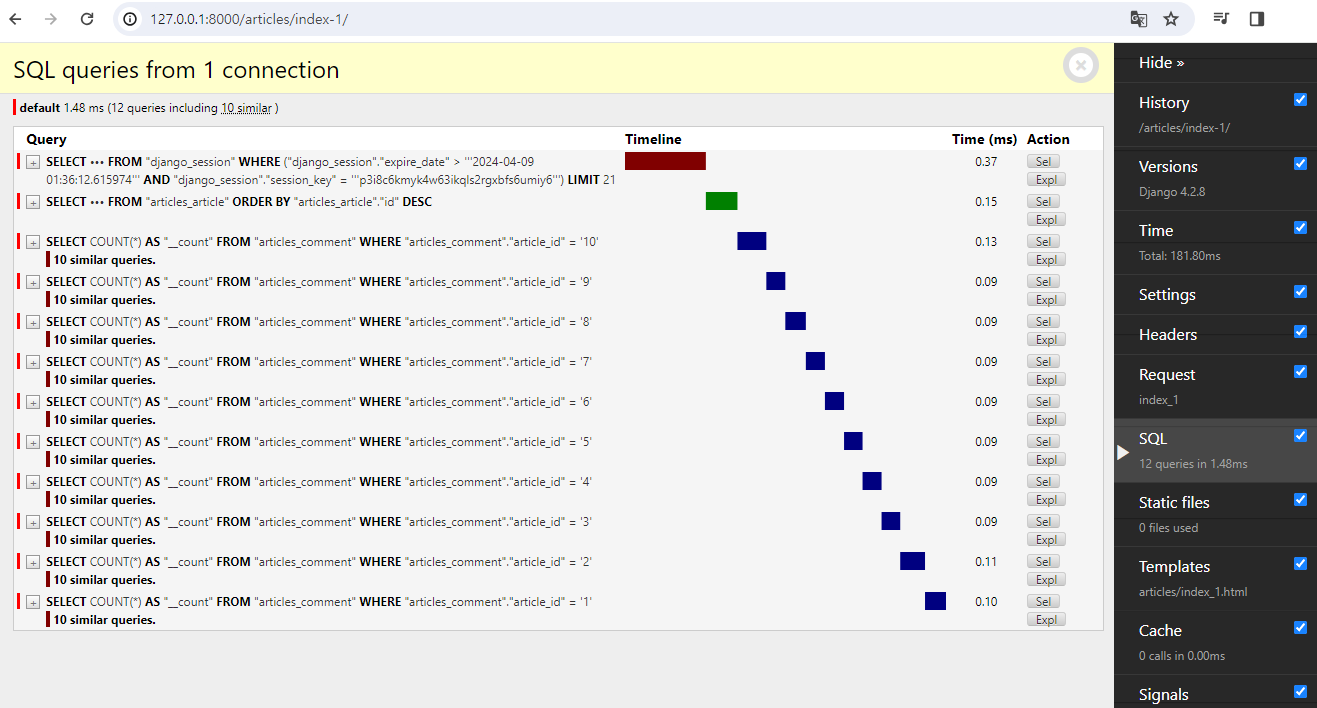 127.0.0.1:8000/articles/index-1/
SQL queries from 1 connection
default 1.48 ms (12 queries including 10 similar )
Query Timeline Time (ms) Action
+ SELECT ••• FROM "django_session" WHERE ("django_session"."expire_date" > '''2024-04-09 0.37 Sel
01:36:12.615974''' AND "django_session"."session_key" = '''p3i8c6kmyk4w63ikqls2rgxbfs6umiy6''') LIMIT 21 Expl
+ SELECT ••• FROM "articles_article" ORDER BY "articles_article"."id" DESC 0.15 Sel
Expl
+ SELECT COUNT(*) AS "__count" FROM "articles_comment" WHERE "articles_comment"."article_id" = '10' 0.13 Sel
10 similar queries. Expl
+ SELECT COUNT(*) AS "__count" FROM "articles_comment" WHERE "articles_comment"."article_id" = '9' 0.09 Sel
10 similar queries. Expl
+ SELECT COUNT(*) AS "__count" FROM "articles_comment" WHERE "articles_comment"."article_id" = '8' 0.09 Sel
10 similar queries. Expl
+ SELECT COUNT(*) AS "__count" FROM "articles_comment" WHERE "articles_comment"."article_id" = '7' 0.09 Sel
10 similar queries. Expl
+ SELECT COUNT(*) AS "__count" FROM "articles_comment" WHERE "articles_comment"."article_id" = '6' 0.09 Sel
10 similar queries. Expl
+ SELECT COUNT(*) AS "__count" FROM "articles_comment" WHERE "articles_comment"."article_id" = '5' 0.09 Sel
10 similar queries. Expl
+ SELECT COUNT(*) AS "__count" FROM "articles_comment" WHERE "articles_comment"."article_id" = '4' 0.09 Sel
10 similar queries. Expl
+ SELECT COUNT(*) AS "__count" FROM "articles_comment" WHERE "articles_comment"."article_id" = '3' 0.09 Sel
10 similar queries. Expl
+ SELECT COUNT(*) AS "__count" FROM "articles_comment" WHERE "articles_comment"."article_id" = '2' 0.11 Sel
10 similar queries. Expl
+ SELECT COUNT(*) AS "__count" FROM "articles_comment" WHERE "articles_comment"."article_id" = '1' 0.10 Sel
10 similar queries. Expl
Hide »
History
/articles/index-1/
Versions
Django 4.2.8
Time
Total: 181.80ms
Settings
Headers
Request
index_1
SQL
12 queries in 1.48ms
Static files
0 files used
Templates
articles/index_1.html
Cache
0 calls in 0.00ms
Signals